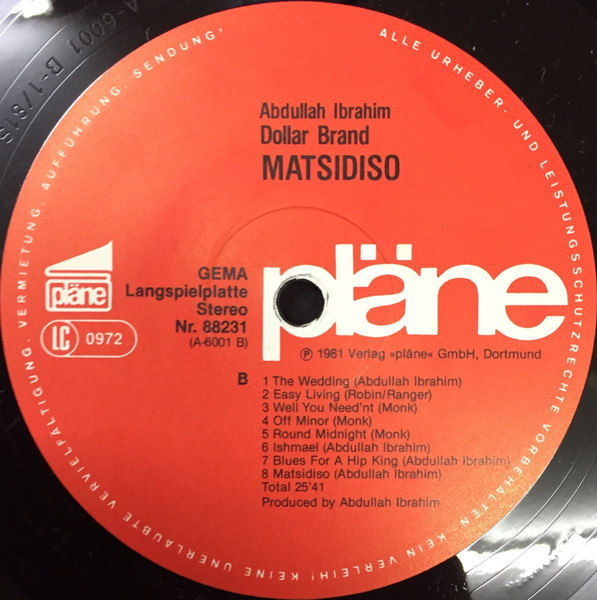 A-6001 B-1/81S
ALLE URHEBER- UND LEISTUNGSSCHUTZRECHTE VORBEHALTEN. KEIN VERLEIH! KEINE UNERLAUBTE VERVIELFÄLTIGUNG, VERMIETUNG, AUFFÜHRUNG, SENDUNG!
Abdullah Ibrahim
Dollar Brand
MATSIDISO
pläne
LC 0972
GEMA
Langspielplatte
Stereo
Nr. 88231
(A-6001 B)
pläne
℗ 1981 Verlag »pläne« GmbH, Dortmund
B
1 The Wedding (Abdullah Ibrahim)
2 Easy Living (Robin/Ranger)
3 Well You Need'nt (Monk)
4 Off Minor (Monk)
5 Round Midnight (Monk)
6 Ishmael (Abdullah Ibrahim)
7 Blues For A Hip King (Abdullah Ibrahim)
8 Matsidiso (Abdullah Ibrahim)
Total 25'41
Produced by Abdullah Ibrahim